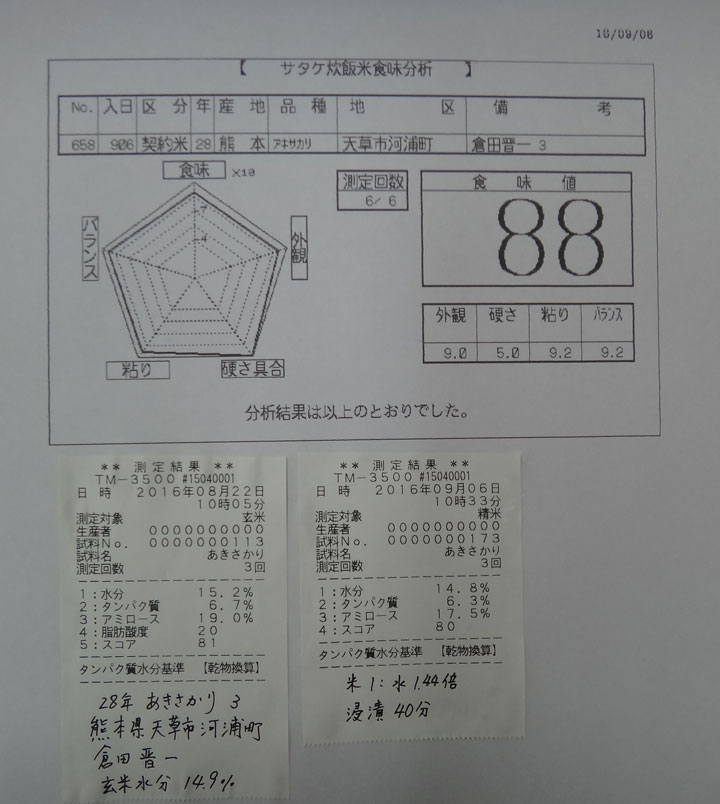 16/09/06
【 サタケ炊飯米食味分析 】
No. 入日 区分 年 産地 品種 地区 備考
658 906 契約米 28 熊本 アキサカリ 天草市河浦町 倉田晋一 3
食味 ×10
7
4
バランス
外観
粘り
硬さ具合
測定回数
6/ 6
食味値
88
外観 硬さ 粘り バランス
9.0 5.0 9.2 9.2
分析結果は以上のとおりでした。
** 測定結果 **
TM-3500 #15040001
日 時 2016年08月22日
10時05分
測定対象 玄米
生産者 0000000000
試料No. 0000000113
試料名 あきさかり
測定回数 3回
1:水分 15.2%
2:タンパク質 6.7%
3:アミロース 19.0%
4:脂肪酸度 20
5:スコア 81
タンパク質水分基準 【乾物換算】
28年 あきさかり 3
熊本県天草市河浦町
倉田晋一
玄米水分 14.9%
** 測定結果 **
TM-3500 #15040001
日 時 2016年09月06日
10時33分
測定対象 精米
生産者 0000000000
試料No. 0000000173
試料名 あきさかり
測定回数 3回
1:水分 14.8%
2:タンパク質 6.3%
3:アミロース 17.5%
4:スコア 80
タンパク質水分基準 【乾物換算】
米1:水1.44倍
浸漬 40分